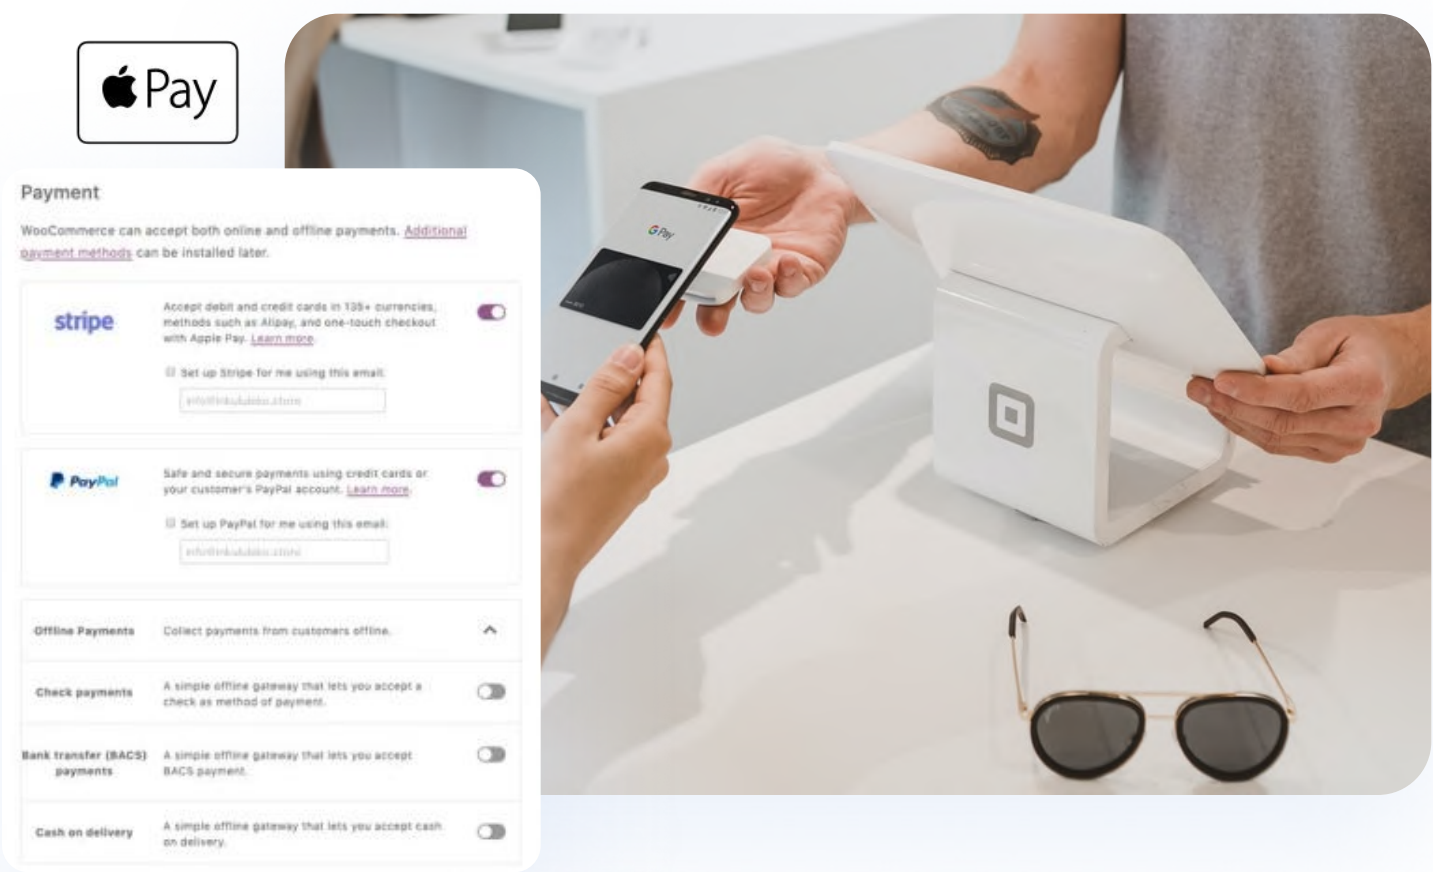 Pay
Payment
WooCommerce can accept both online and offline payments. Additional
payment methods can be installed later.
stripe
Accept debit and credit cards in 135+ currencies,
methods such as Alipay, and one-touch checkout
with Apple Pay. Learn more.
Set up Stripe for me using this email:
PayPal
Safe and secure payments using credit cards or
your customer's PayPal account. Learn more.
Set up PayPal for me using this email:
Offline Payments
Collect payments from customers offline.
Check payments
A simple offline gateway that lets you accept a
check as method of payment.
Bank transfer (BACS)
payments
A simple offline gateway that lets you accept
BACS payment.
Cash on delivery
A simple offline gateway that lets you accept cash
on delivery.
G Pay